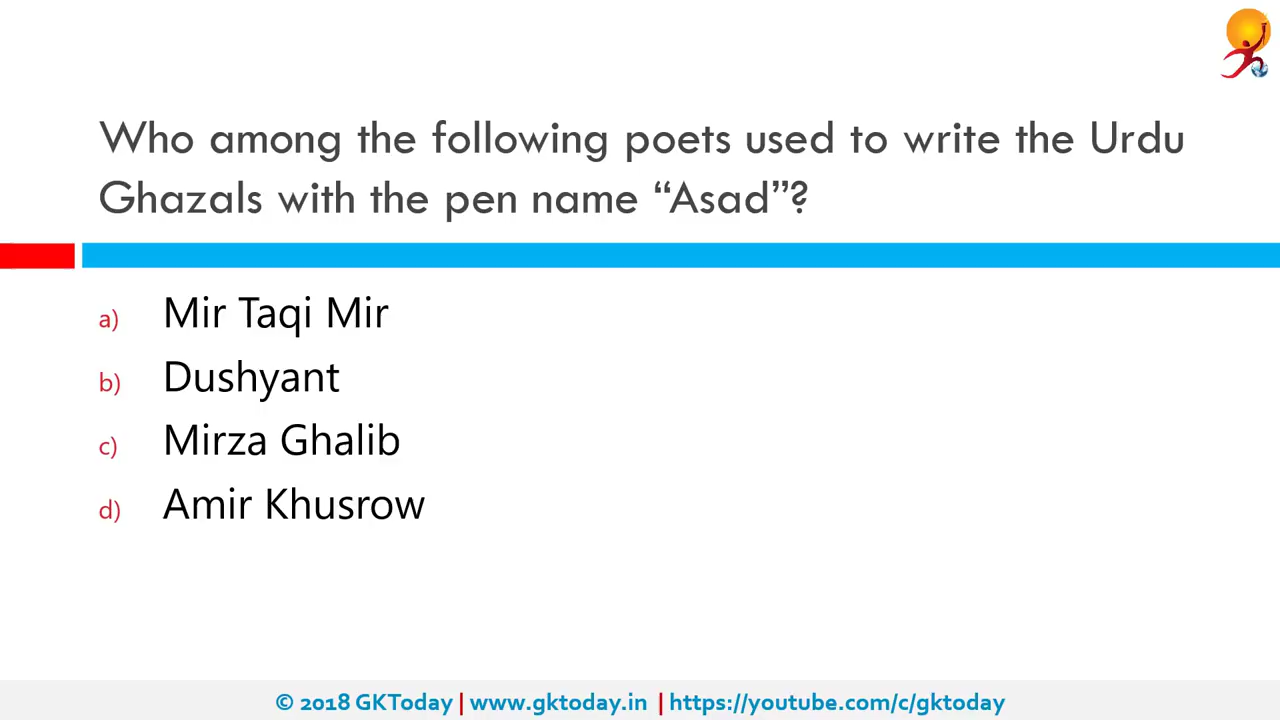 Who among the following poets used to write the Urdu
Ghazals with the pen name “Asad”?
a) Mir Taqi Mir
b) Dushyant
c) Mirza Ghalib
d) Amir Khusrow
© 2018 GKToday | www.gktoday.in | https://youtube.com/c/gktoday